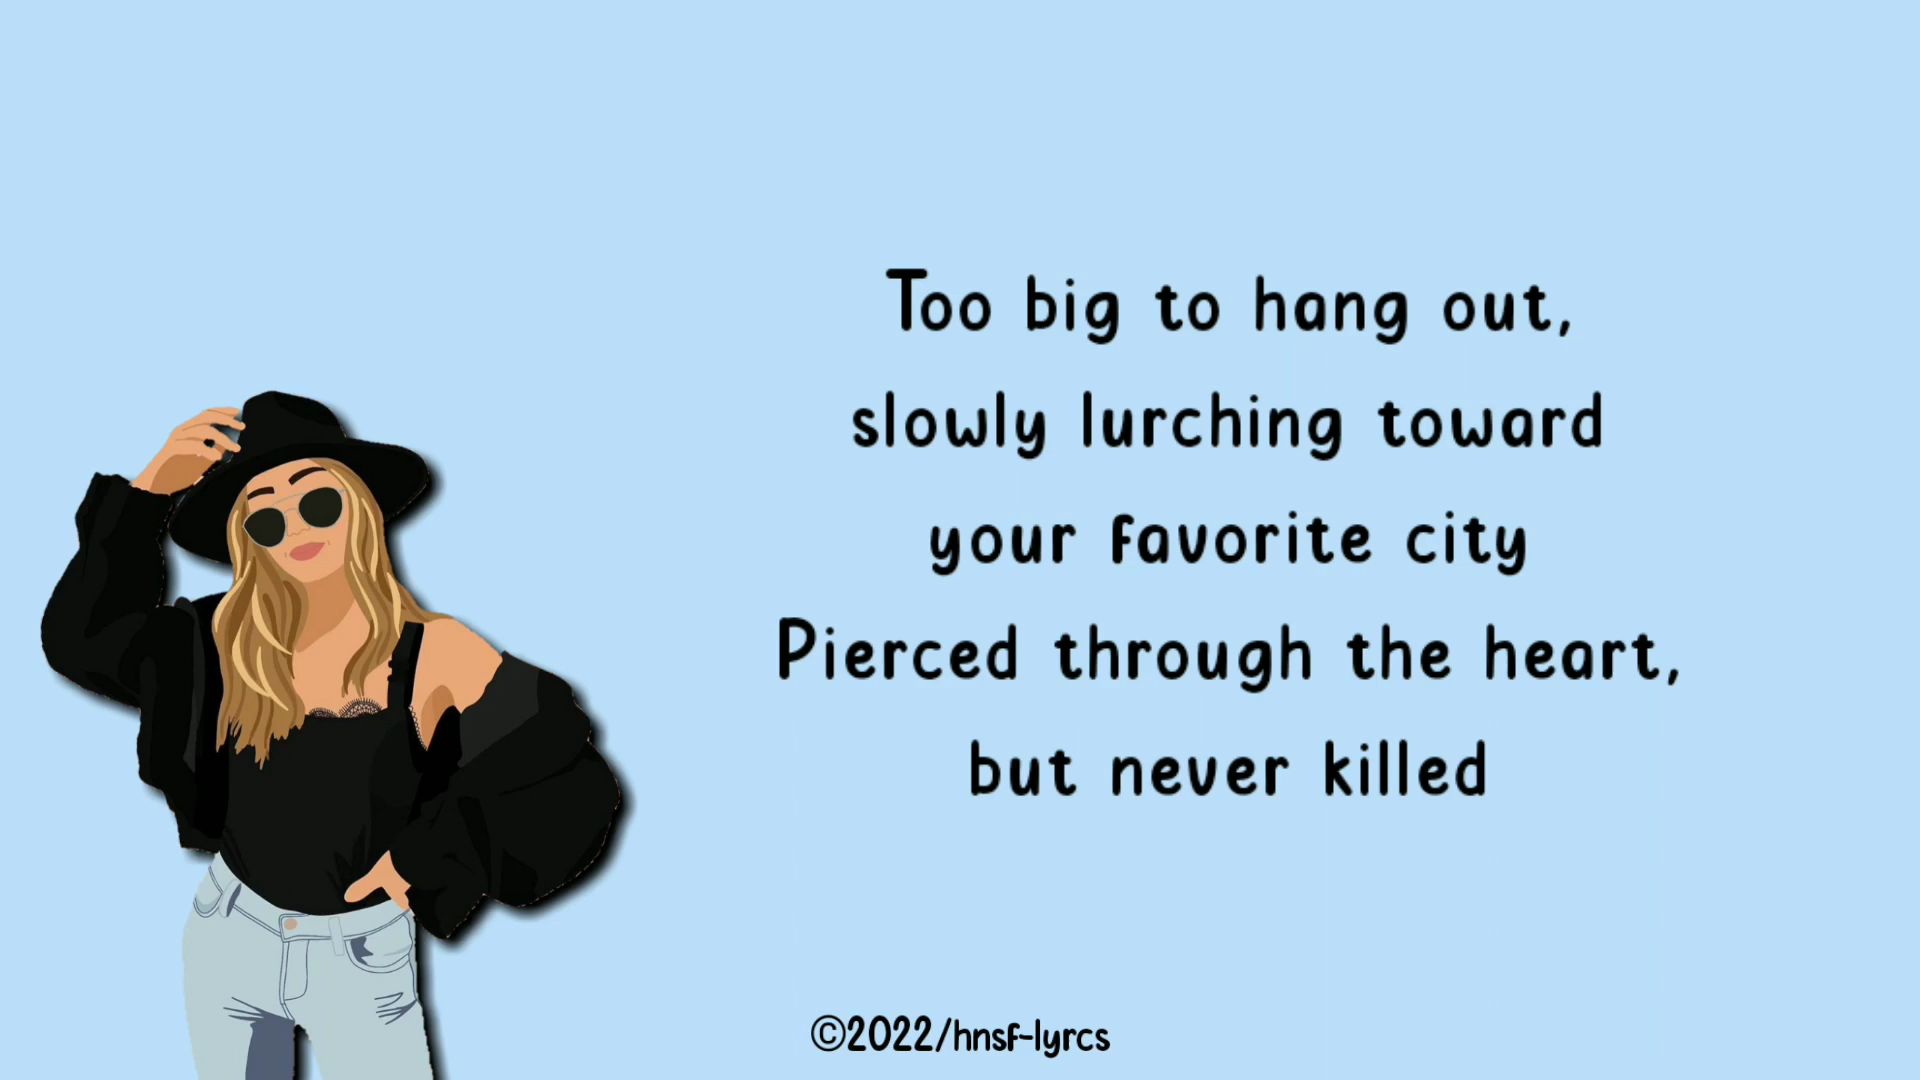 Too big to hang out,
slowly lurching toward
your favorite city
Pierced through the heart,
but never killed
©2022/hnsf-lyrcs